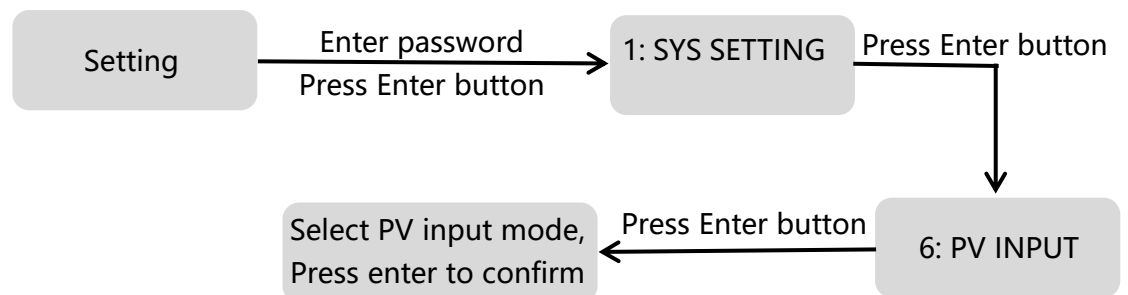 Setting
Enter password
Press Enter button
1: SYS SETTING
Press Enter button
6: PV INPUT
Press Enter button
Select PV input mode,
Press enter to confirm